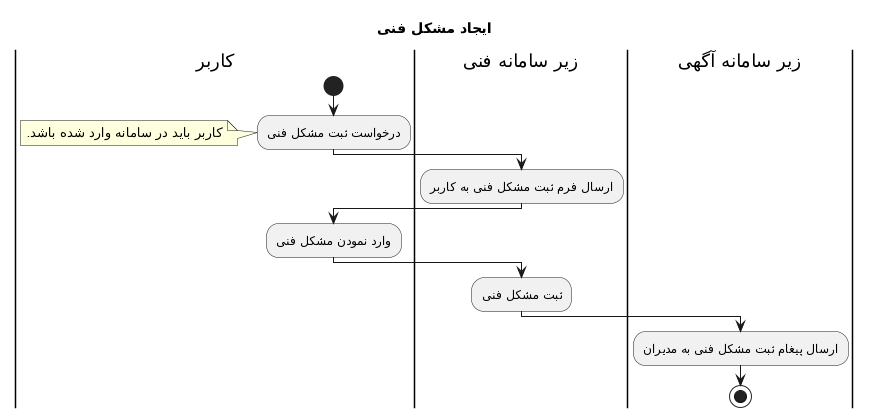 ایجاد مشکل فنی
کاربر
زیر سامانه فنی
زیر سامانه آگهی
درخواست ثبت مشکل فنی
کاربر باید در سامانه وارد شده باشد.
ارسال فرم ثبت مشکل فنی به کاربر
وارد نمودن مشکل فنی
ثبت مشکل فنی
ارسال پیغام ثبت مشکل فنی به مدیران